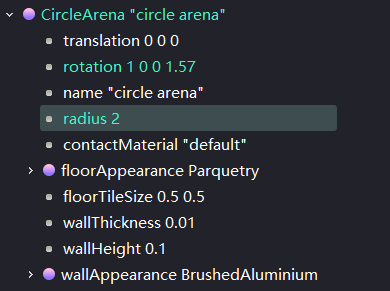 CircleArena "circle arena"
translation 0 0 0
rotation 1 0 0 1.57
name "circle arena"
radius 2
contactMaterial "default"
floorAppearance Parquetry
floorTileSize 0.5 0.5
wallThickness 0.01
wallHeight 0.1
wallAppearance BrushedAluminium